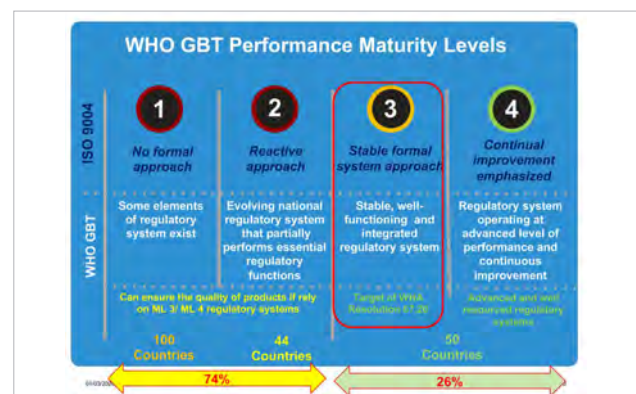 WHO GBT Performance Maturity Levels
ISO 9004
1
No formal
approach
2
Reactive
approach
3
Stable formal
system approach
4
Continual
improvement
emphasized
WHO GBT
Some elements
of regulatory
system exist
Evolving national
regulatory system
that partially
performs essential
regulatory
functions
Stable, well-
functioning and
integrated
regulatory system
Regulatory system
operating at
advanced level of
performance and
continuous
improvement
Can ensure the quality of products if rely
on ML 3/ ML 4 regulatory systems
Target of WHA
Resolution 67.20
Advanced and well
resourced regulatory
systems
100
Countries
44
Countries
50
Countries
74%
26%